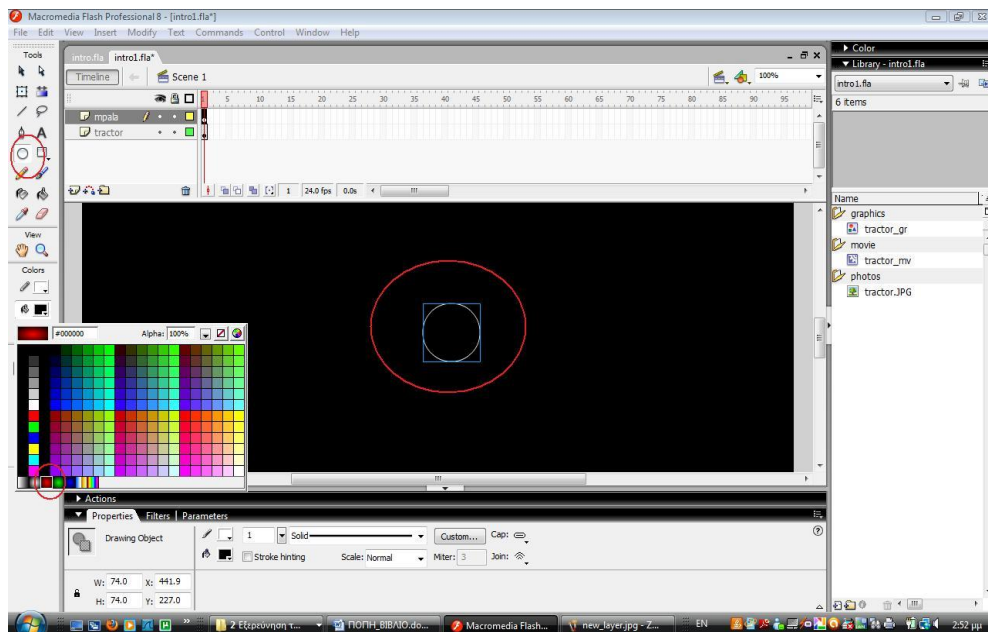 Macromedia Flash Professional 8 - [intro1.fla*]
File Edit View Insert Modify Text Commands Control Window Help
Tools
intro.fla intro1.fla*
Color
Library - intro1.fla
Timeline Scene 1 100%
intro1.fla
5 10 15 20 25 30 35 40 45 50 55 60 65 70 75 80 85 90 95
6 items
mpala
tractor
1 24.0 fps 0.0s
Name
graphics
tractor_gr
movie
tractor_mv
photos
tractor.JPG
View
Colors
#000000 Alpha: 100%
Actions
Properties Filters Parameters
Drawing Object
1 Solid Custom... Cap:
Stroke hinting Scale: Normal Miter: 3 Join:
W: 74.0 X: 441.9
H: 74.0 Y: 227.0
2 Εξερεύνηση τ... ΠΟΠΗ_ΒΙΒΛΙΟ.do... Macromedia Flash... new_layer.jpg - Z... EN 2:52 μμ